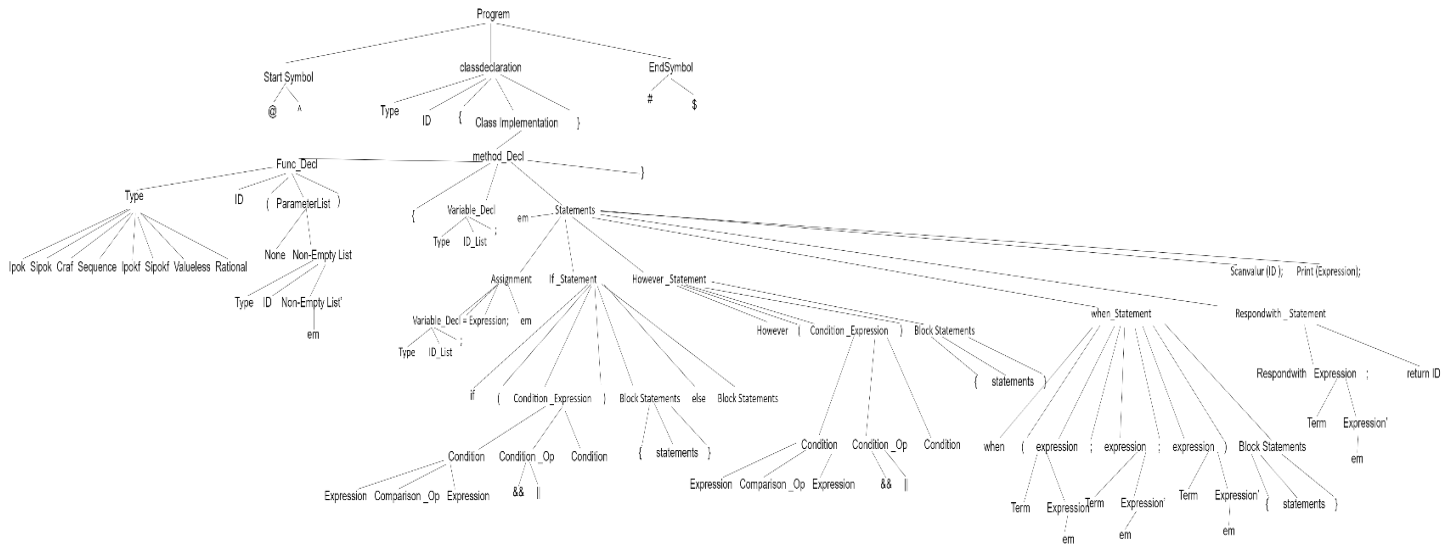 Progrem
Start Symbol classdeclaration EndSymbol
@ ^ Type ID { Class Implementation } # $
Func_Decl method_Decl }
Type ID ( ParameterList ) { Variable_Decl em Statements
Type ID_List ;
Ipok Sipok Craf Sequence Ipokf Sipokf Valueless Rational None Non-Empty List
Assignment If _Statement However _Statement Scanvalur (ID ); Print (Expression);
Type ID Non-Empty List'
em
Variable_Decl = Expression; em However ( Condition _Expression ) Block Statements when_Statement Respondwith _ Statement
Type ID_List ;
Respondwith Expression ; return ID
{ statements }
if ( Condition _Expression ) Block Statements else Block Statements
Term Expression'
em
Condition Condition _Op Condition { statements }
Condition Condition _Op Condition
when ( expression ; expression ; expression ) Block Statements
Expression Comparison _Op Expression && ||
Expression Comparison _Op Expression && ||
Term Expression' Term Expression' Term Expression' { statements }
em em em